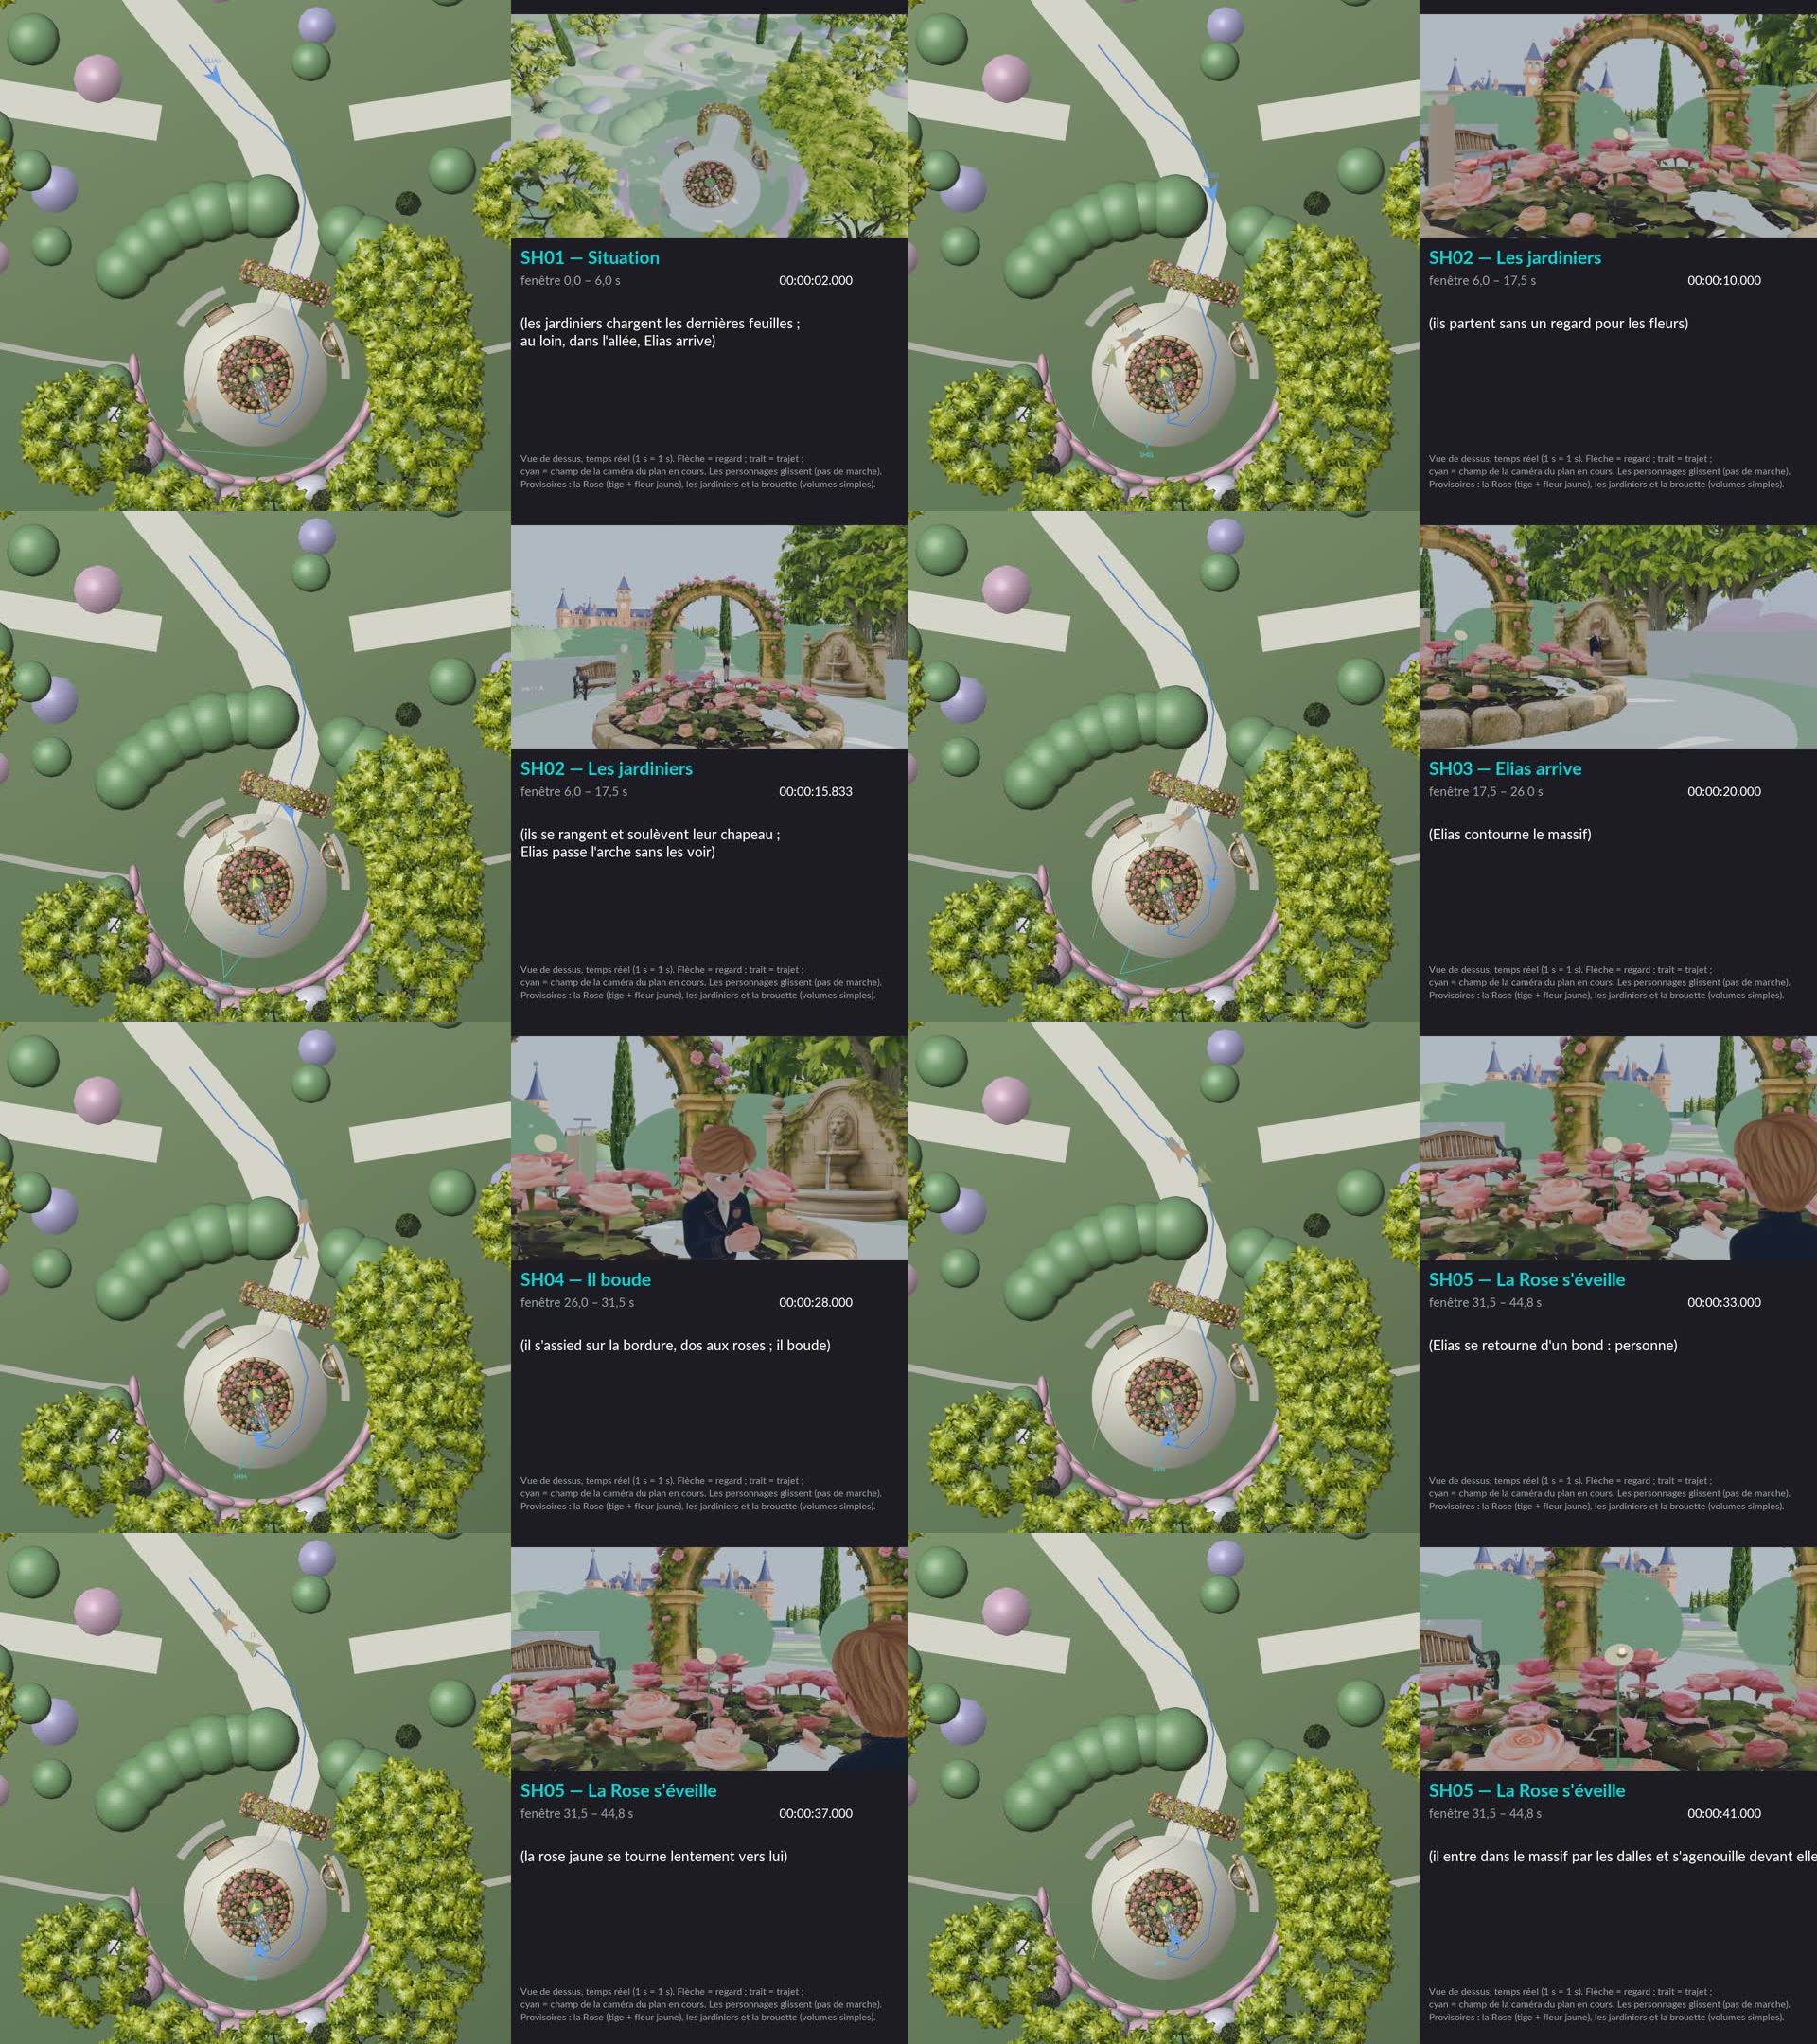 SH01 — Situation
fenêtre 0,0 – 6,0 s 00:00:02.000
(les jardiniers chargent les dernières feuilles ;
au loin, dans l'allée, Elias arrive)
Vue de dessus, temps réel (1 s = 1 s). Flèche = regard ; trait = trajet ;
cyan = champ de la caméra du plan en cours. Les personnages glissent (pas de marche).
Provisoires : la Rose (tige + fleur jaune), les jardiniers et la brouette (volumes simples).
SH02 — Les jardiniers
fenêtre 6,0 – 17,5 s 00:00:10.000
(ils partent sans un regard pour les fleurs)
Vue de dessus, temps réel (1 s = 1 s). Flèche = regard ; trait = trajet ;
cyan = champ de la caméra du plan en cours. Les personnages glissent (pas de marche).
Provisoires : la Rose (tige + fleur jaune), les jardiniers et la brouette (volumes simples).
SH02 — Les jardiniers
fenêtre 6,0 – 17,5 s 00:00:15.833
(ils se rangent et soulèvent leur chapeau ;
Elias passe l'arche sans les voir)
Vue de dessus, temps réel (1 s = 1 s). Flèche = regard ; trait = trajet ;
cyan = champ de la caméra du plan en cours. Les personnages glissent (pas de marche).
Provisoires : la Rose (tige + fleur jaune), les jardiniers et la brouette (volumes simples).
SH03 — Elias arrive
fenêtre 17,5 – 26,0 s 00:00:20.000
(Elias contourne le massif)
Vue de dessus, temps réel (1 s = 1 s). Flèche = regard ; trait = trajet ;
cyan = champ de la caméra du plan en cours. Les personnages glissent (pas de marche).
Provisoires : la Rose (tige + fleur jaune), les jardiniers et la brouette (volumes simples).
SH04
SH04 — Il boude
fenêtre 26,0 – 31,5 s 00:00:28.000
(il s'assied sur la bordure, dos aux roses ; il boude)
Vue de dessus, temps réel (1 s = 1 s). Flèche = regard ; trait = trajet ;
cyan = champ de la caméra du plan en cours. Les personnages glissent (pas de marche).
Provisoires : la Rose (tige + fleur jaune), les jardiniers et la brouette (volumes simples).
SH05 — La Rose s'éveille
fenêtre 31,5 – 44,8 s 00:00:33.000
(Elias se retourne d'un bond : personne)
Vue de dessus, temps réel (1 s = 1 s). Flèche = regard ; trait = trajet ;
cyan = champ de la caméra du plan en cours. Les personnages glissent (pas de marche).
Provisoires : la Rose (tige + fleur jaune), les jardiniers et la brouette (volumes simples).
SH05 — La Rose s'éveille
fenêtre 31,5 – 44,8 s 00:00:37.000
(la rose jaune se tourne lentement vers lui)
Vue de dessus, temps réel (1 s = 1 s). Flèche = regard ; trait = trajet ;
cyan = champ de la caméra du plan en cours. Les personnages glissent (pas de marche).
Provisoires : la Rose (tige + fleur jaune), les jardiniers et la brouette (volumes simples).
SH05 — La Rose s'éveille
fenêtre 31,5 – 44,8 s 00:00:41.000
(il entre dans le massif par les dalles et s'agenouille devant elle
Vue de dessus, temps réel (1 s = 1 s). Flèche = regard ; trait = trajet ;
cyan = champ de la caméra du plan en cours. Les personnages glissent (pas de marche).
Provisoires : la Rose (tige + fleur jaune), les jardiniers et la brouette (volumes simples).